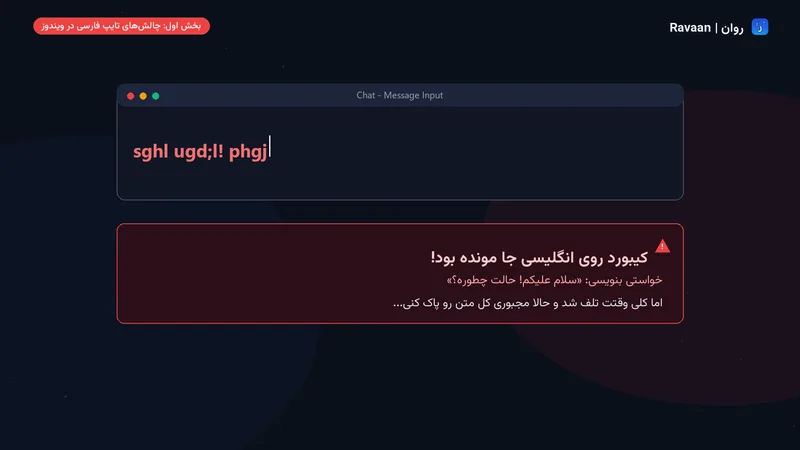 روان | Ravaan
بخش اول: چالش‌های تایپ فارسی در ویندوز
Chat - Message Input
sghl ugd;l! phgj
کیبورد روی انگلیسی جا مونده بود!
خواستی بنویسی: «سلام علیکم! حالت چطوره؟»
اما کلی وقتت تلف شد و حالا مجبوری کل متن رو پاک کنی...